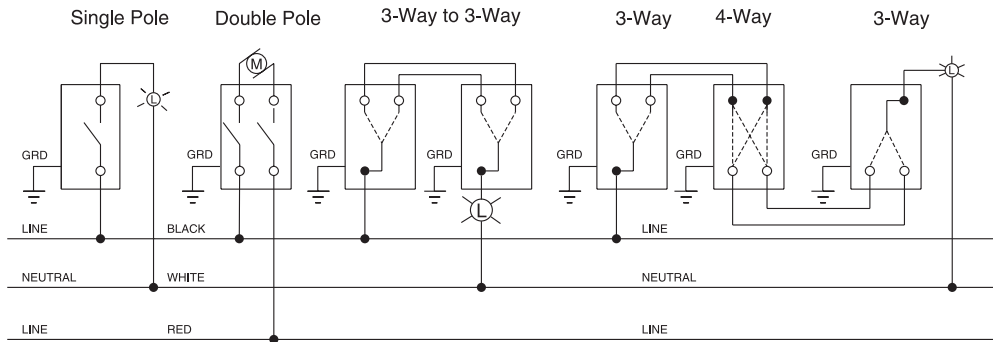 Single Pole
Double Pole
3-Way to 3-Way
3-Way
4-Way
3-Way
M
L
L
GRD
GRD
GRD
GRD
GRD
GRD
GRD
L
LINE
BLACK
LINE
NEUTRAL
WHITE
NEUTRAL
LINE
RED
LINE